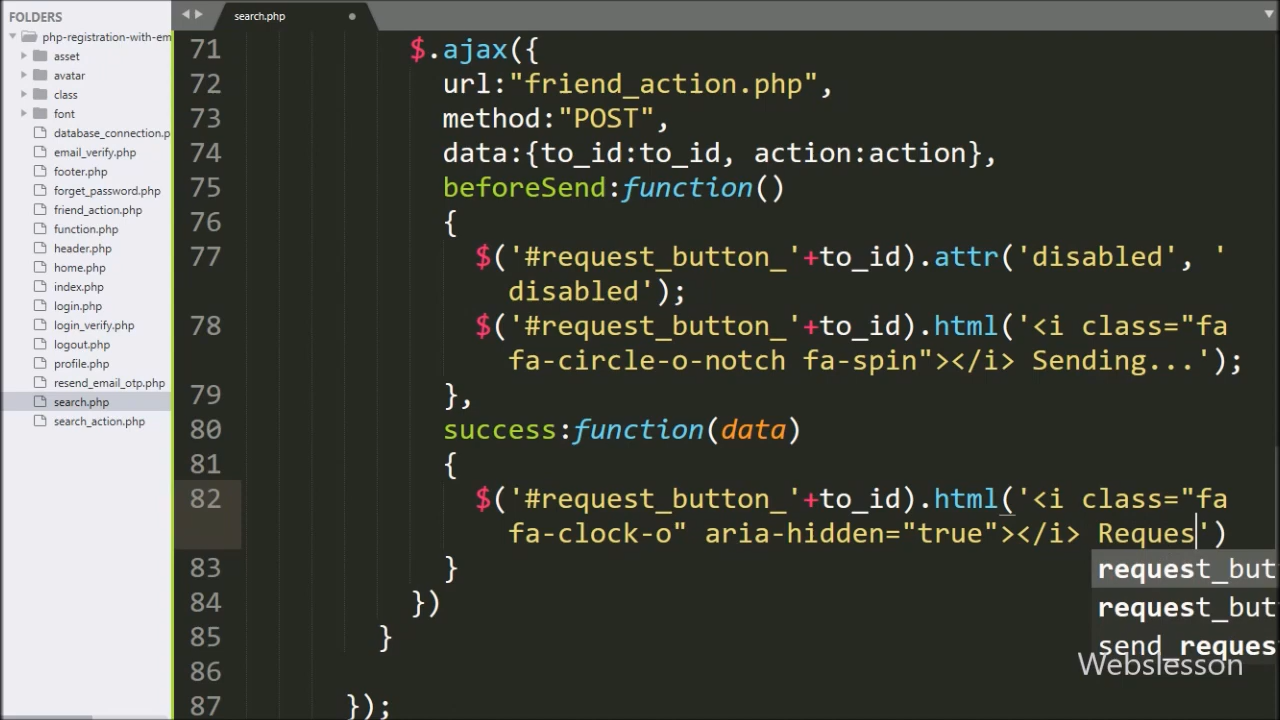 FOLDERS
php-registration-with-em
asset
avatar
class
font
database_connection.p
email_verify.php
footer.php
forget_password.php
friend_action.php
function.php
header.php
home.php
index.php
login.php
login_verify.php
logout.php
profile.php
resend_email_otp.php
search.php
search_action.php
search.php
71 $.ajax({
72 url:"friend_action.php",
73 method:"POST",
74 data:{to_id:to_id, action:action},
75 beforeSend:function()
76 {
77 $('#request_button_'+to_id).attr('disabled', '
disabled');
78 $('#request_button_'+to_id).html('<i class="fa
fa-circle-o-notch fa-spin"></i> Sending...');
79 },
80 success:function(data)
81 {
82 $('#request_button_'+to_id).html('<i class="fa
fa-clock-o" aria-hidden="true"></i> Reques')
83 }
84 })
85 }
86
87 });
request_but
request_but
send_reques
Webslesson